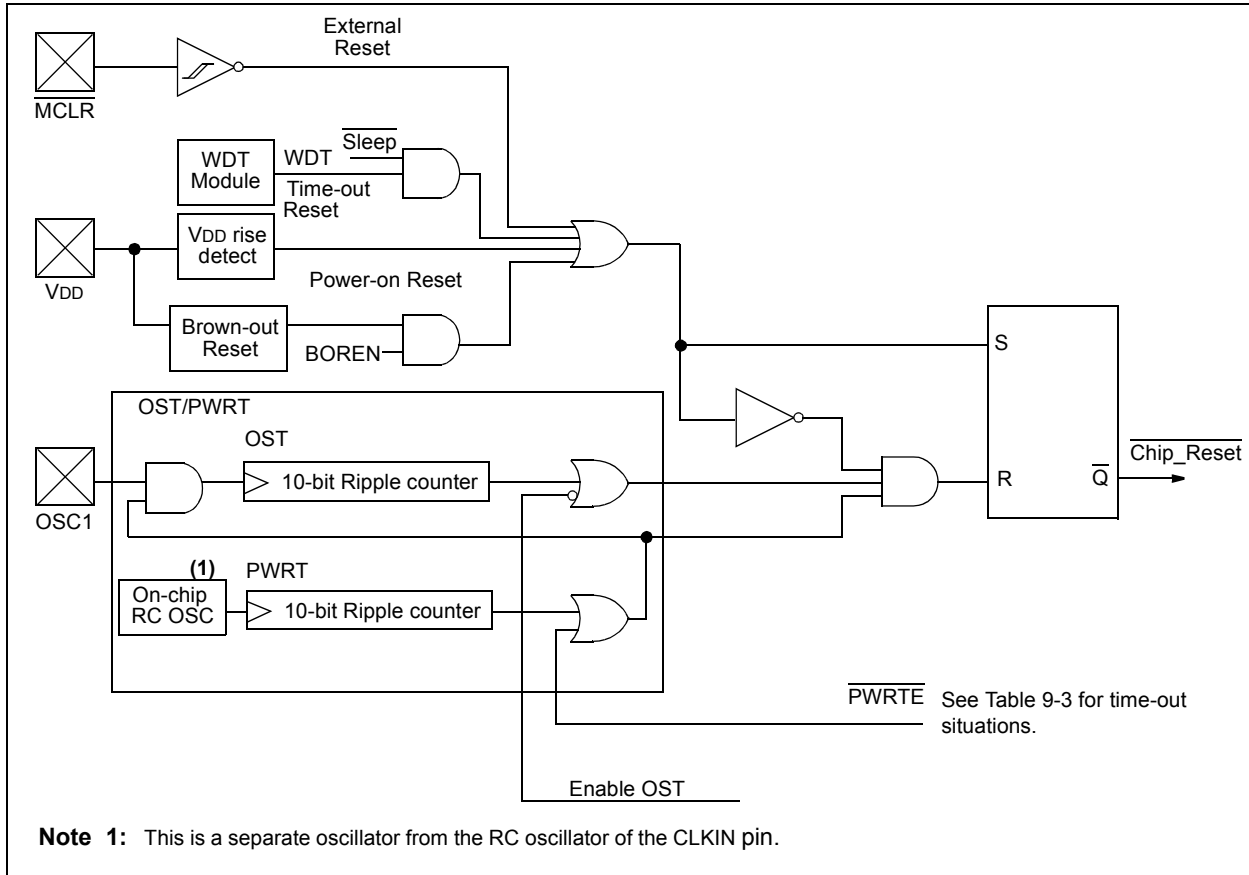 External
Reset
MCLR
Sleep
WDT
Module
WDT
Time-out
Reset
VDD rise
detect
VDD
Power-on Reset
Brown-out
Reset
BOREN
S
OST/PWRT
OST
10-bit Ripple counter
OSC1
Chip_Reset
R
Q
(1)
PWRT
On-chip
RC OSC
10-bit Ripple counter
PWRTE See Table 9-3 for time-out
situations.
Enable OST
Note 1: This is a separate oscillator from the RC oscillator of the CLKIN pin.